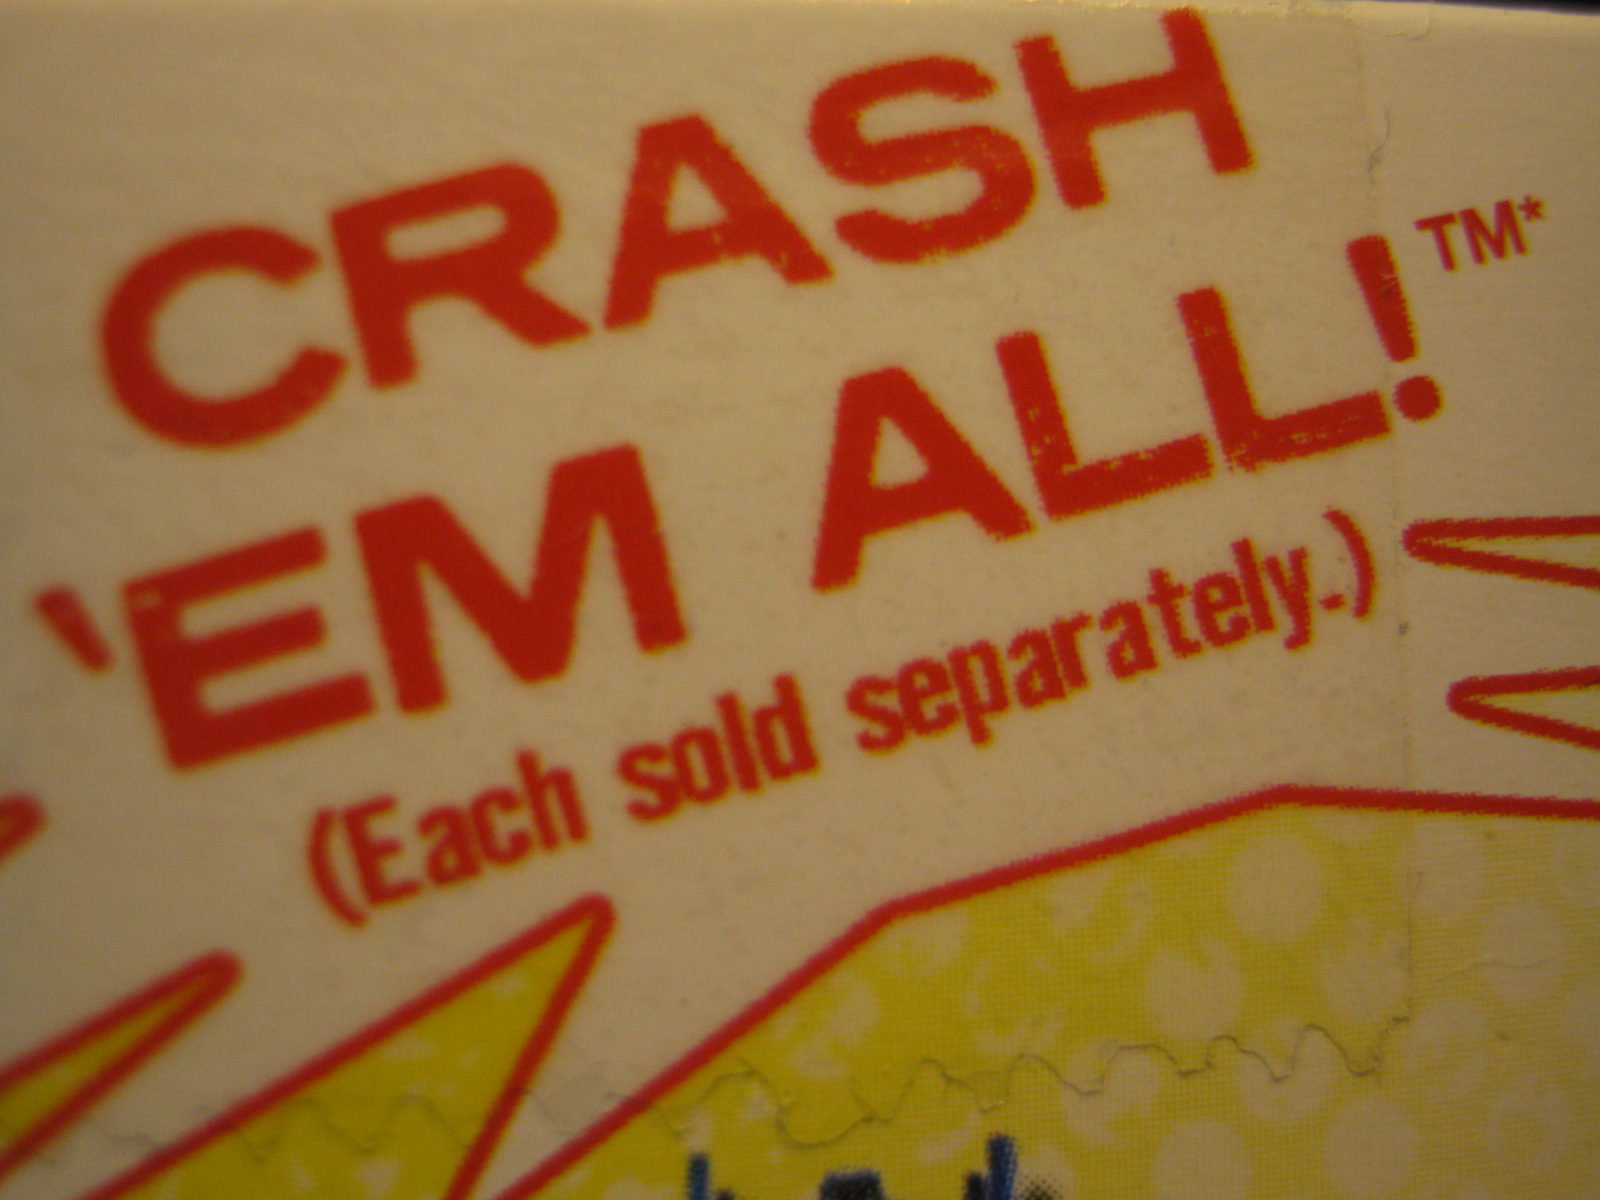 CRASH
'EM ALL!™*
(Each sold separately.)